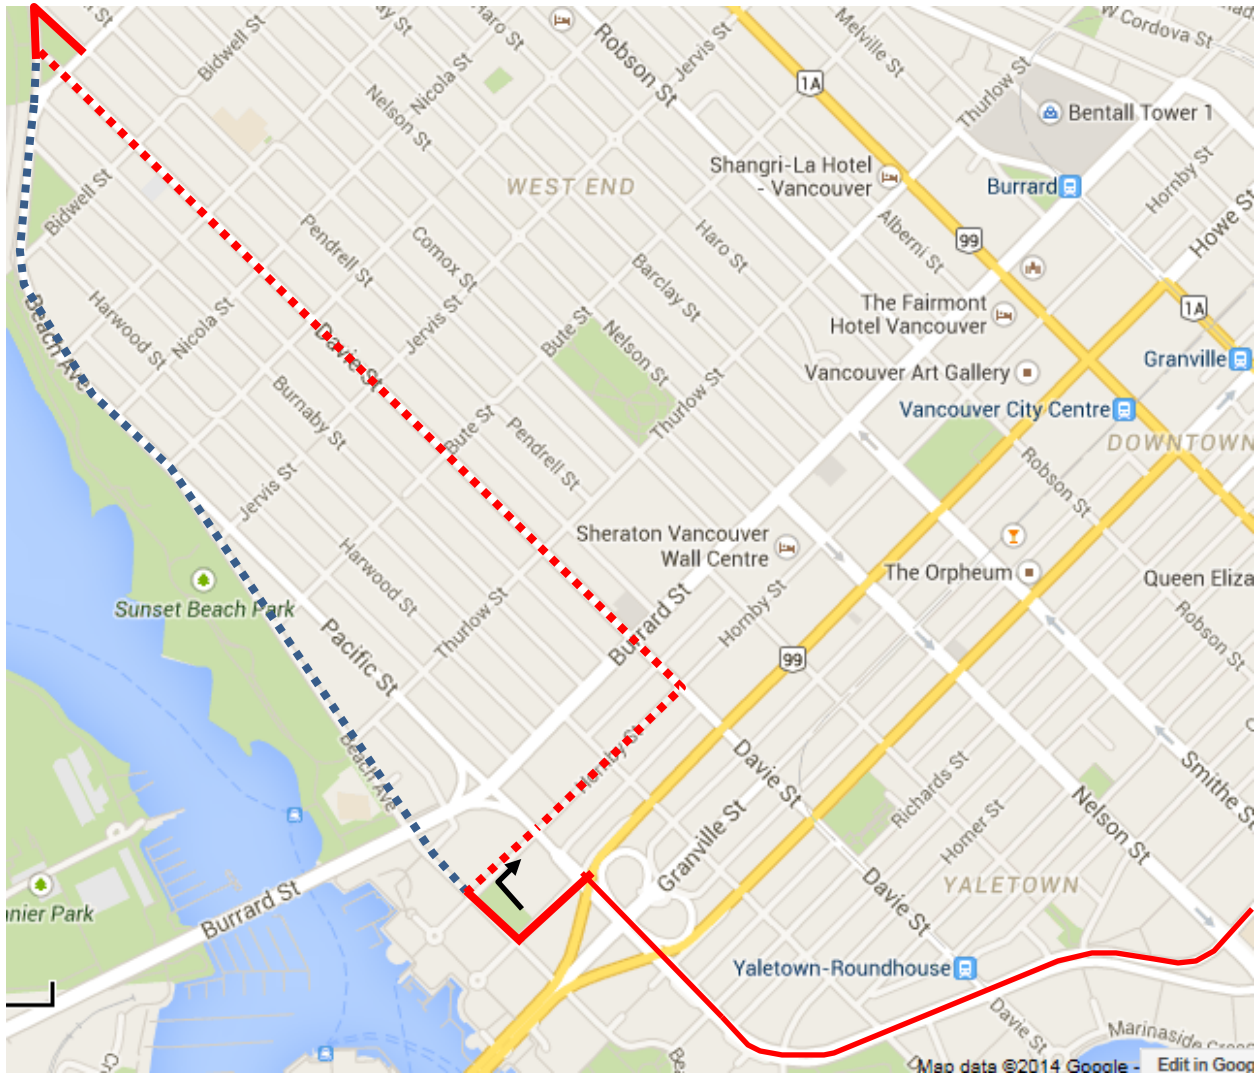 Bidwell St
Haro St
Robson St
Jervis St
Melville St
W Cordova St
Thurlow St
Nicola St
Nelson St
1A
Bentall Tower 1
Shangri-La Hotel
- Vancouver
WEST END
Burrard
Hornby St
Howe St
Bidwell St
Pendrell St
Comox St
Haro St
Alberni St
99
Barclay St
Harwood St
Nicola St
Beach Ave
Davie St
Jervis St
Bute St
Nelson St
The Fairmont
Hotel Vancouver
1A
Granville
Vancouver Art Gallery
Thurlow St
Vancouver City Centre
DOWNTOWN
Burnaby St
Bute St
Pendrell St
Robson St
Jervis St
Sheraton Vancouver
Wall Centre
The Orpheum
Queen Eliza
Harwood St
Thurlow St
Sunset Beach Park
Burrard St
Hornby St
Robson St
Pacific St
99
Hornby St
Beach Ave
Davie St
Richards St
Homer St
Nelson St
Smithe St
Granville St
Davie St
YALETOWN
nier Park
Burrard St
Yaletown-Roundhouse
Davie St
Marinaside
Map data ©2014 Google -
Edit in Goog